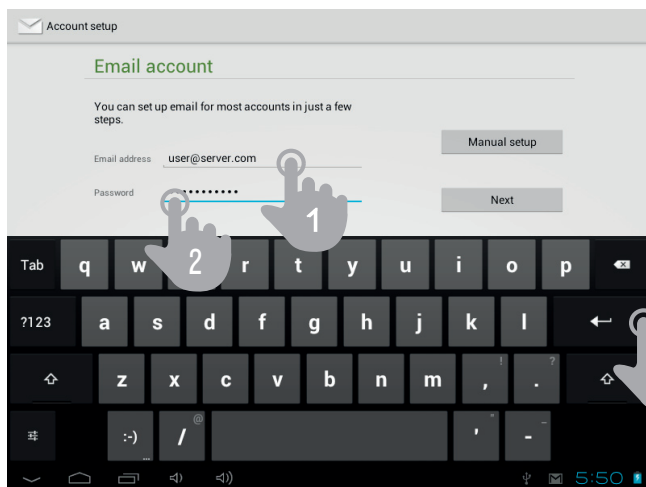 Account setup
Email account
You can set up email for most accounts in just a few
steps.
Manual setup
Email address user@server.com
Password ••••••••••
Next
1
2
Tab q w r t y u i o p
?123 a s d f g h j k l
! ?
z x c v b n m , .
@ " _
:-) / ' -
...
5:50